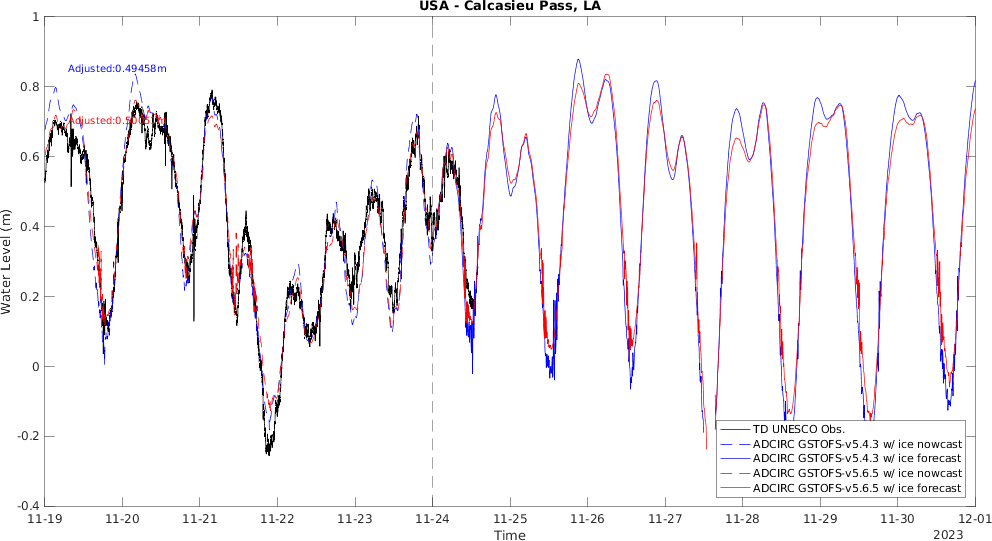 USA - Calcasieu Pass, LA
Water Level (m)
1
0.8
0.6
0.4
0.2
0
-0.2
-0.4
Adjusted:0.49458m
TD UNESCO Obs.
ADCIRC GSTOFS-v5.4.3 w/ ice nowcast
ADCIRC GSTOFS-v5.4.3 w/ ice forecast
ADCIRC GSTOFS-v5.6.5 w/ ice nowcast
ADCIRC GSTOFS-v5.6.5 w/ ice forecast
11-19 11-20 11-21 11-22 11-23 11-24 11-25 11-26 11-27 11-28 11-29 11-30 12-01
Time
2023